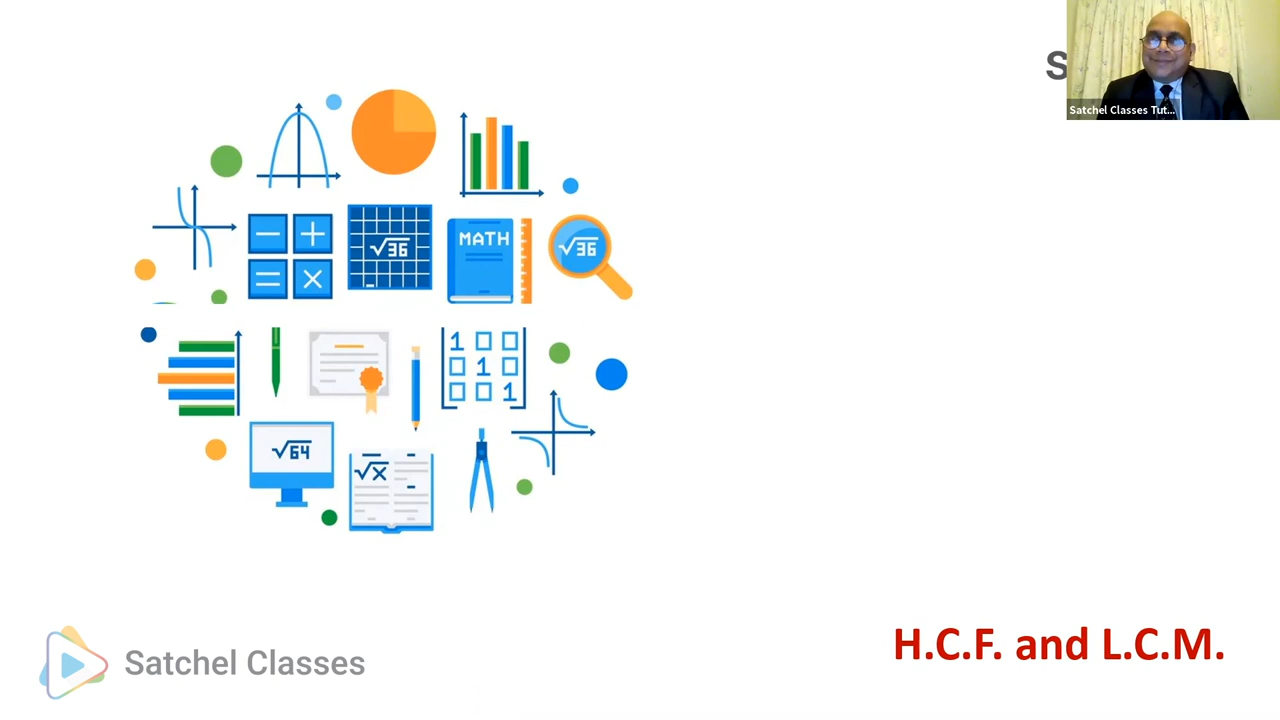 Satchel Classes Tut...
√36
MATH
√36
1
1
1
√64
√x
Satchel Classes
H.C.F. and L.C.M.